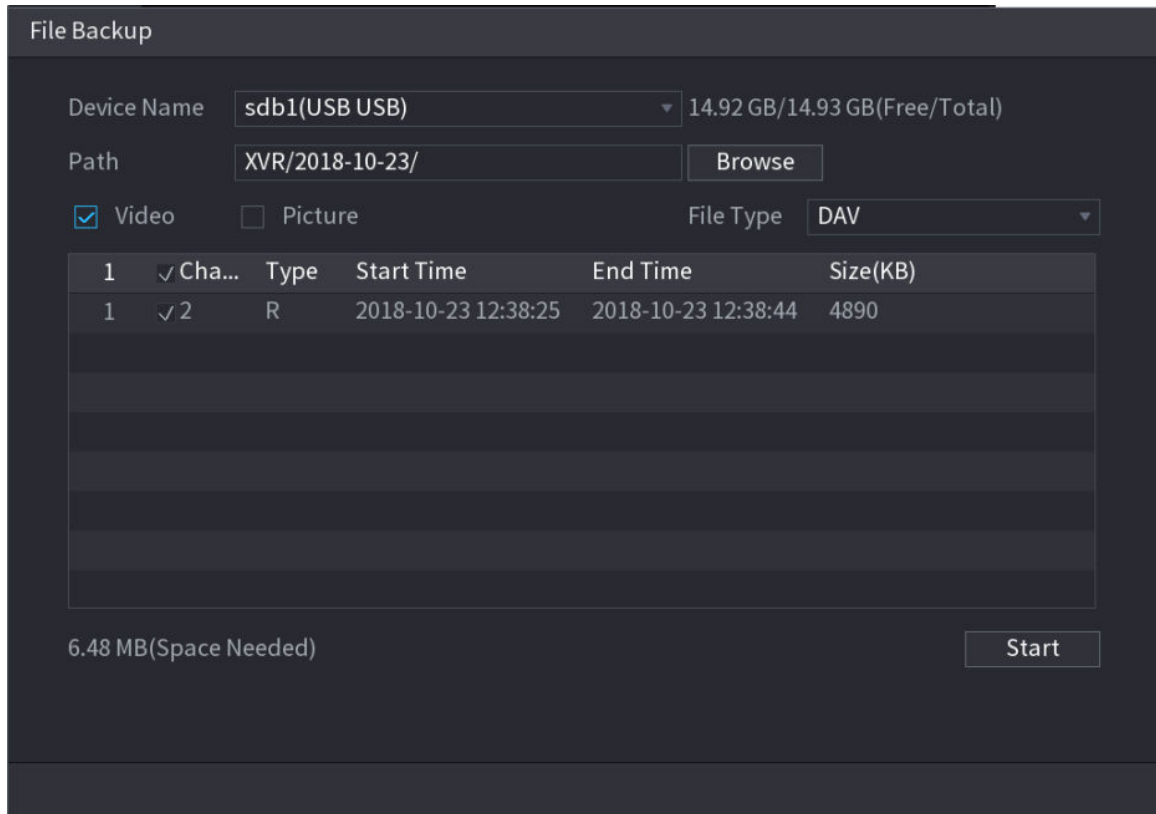 File Backup
Device Name sdb1(USB USB) 14.92 GB/14.93 GB(Free/Total)
Path XVR/2018-10-23/ Browse
Video Picture File Type DAV
1 Cha... Type Start Time End Time Size(KB)
1 2 R 2018-10-23 12:38:25 2018-10-23 12:38:44 4890
6.48 MB(Space Needed) Start